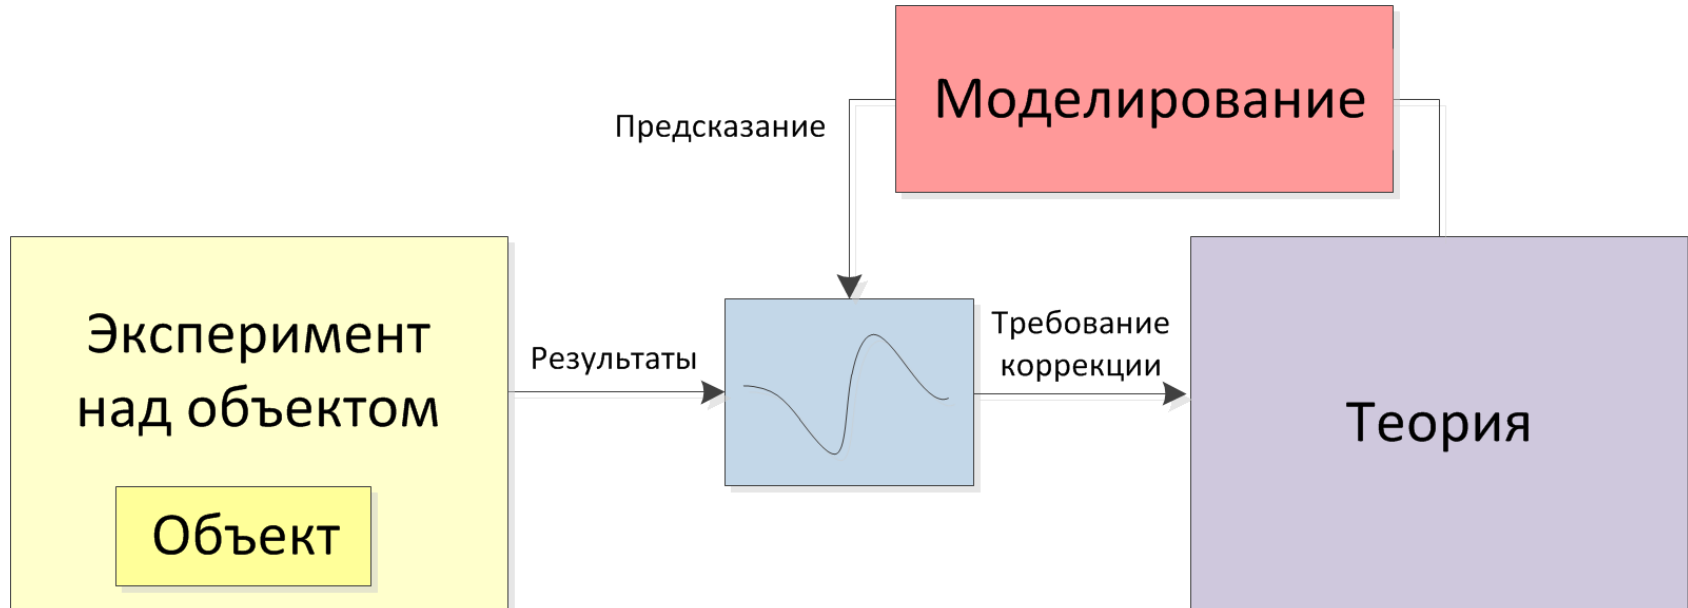 Моделирование
Предсказание
Эксперимент
над объектом
Результаты
Требование
коррекции
Теория
Объект